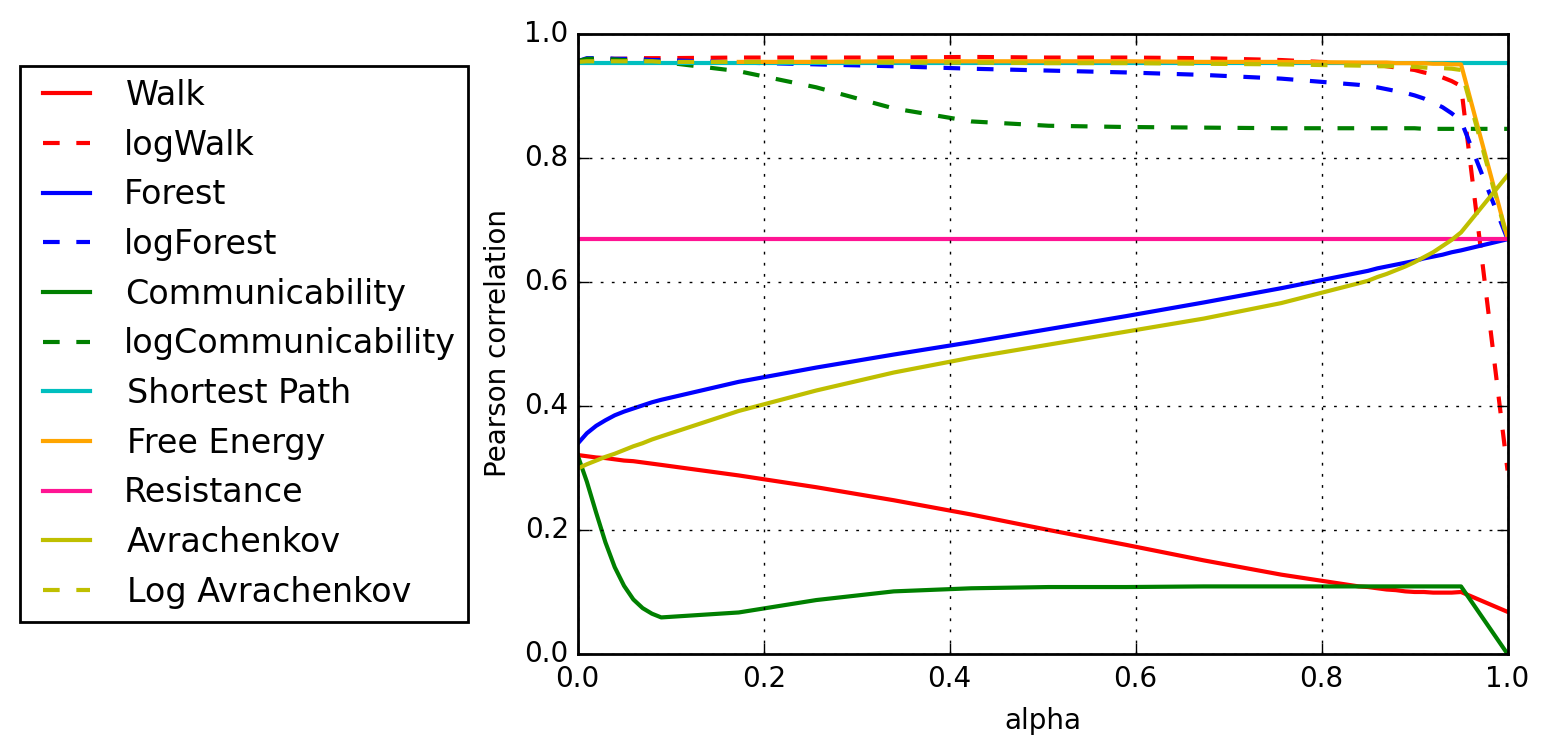 Walk
logWalk
Forest
logForest
Communicability
logCommunicability
Shortest Path
Free Energy
Resistance
Avrachenkov
Log Avrachenkov
Pearson correlation
1.0
0.8
0.6
0.4
0.2
0.0
0.0 0.2 0.4 0.6 0.8 1.0
alpha